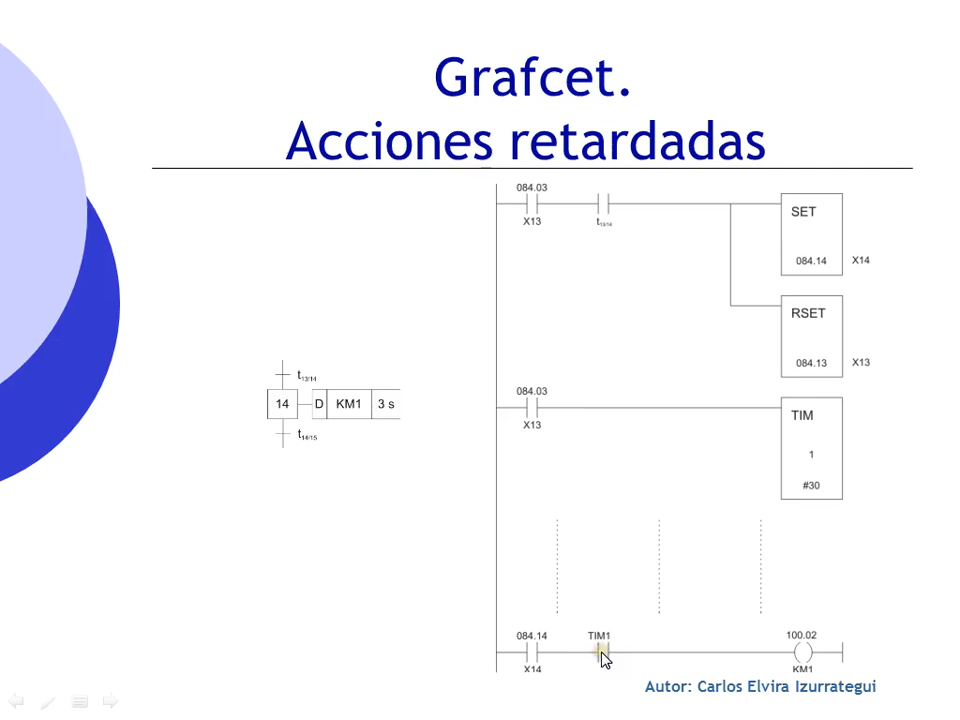 Grafcet.
Acciones retardadas
084.03
X13
t13/14
SET
084.14
X14
RSET
084.13
X13
t13/14
14
D
KM1
3 s
t14/15
084.03
X13
TIM
1
#30
084.14
X14
TIM1
100.02
KM1
Autor: Carlos Elvira Izurrategui